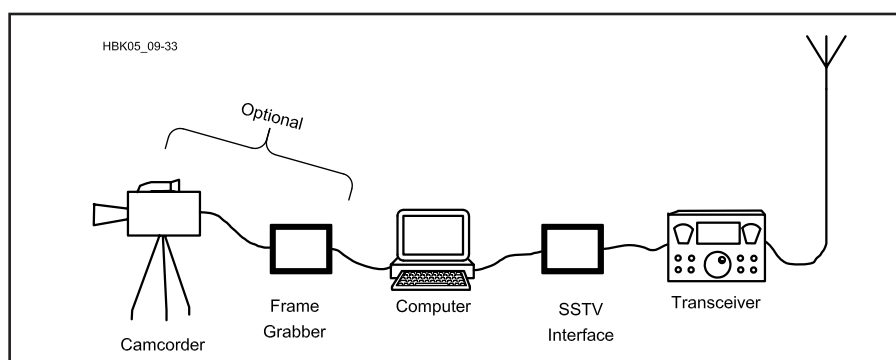 HBK05_09-33
Optional
Camcorder
Frame
Grabber
Computer
SSTV
Interface
Transceiver